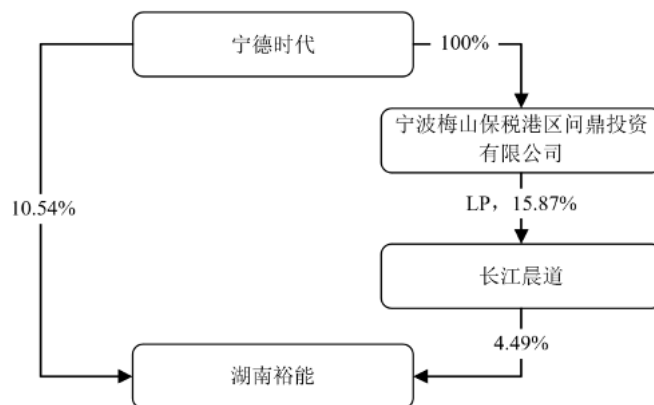 宁德时代
100%
宁波梅山保税港区问鼎投资
有限公司
LP，15.87%
10.54%
长江晨道
4.49%
湖南裕能